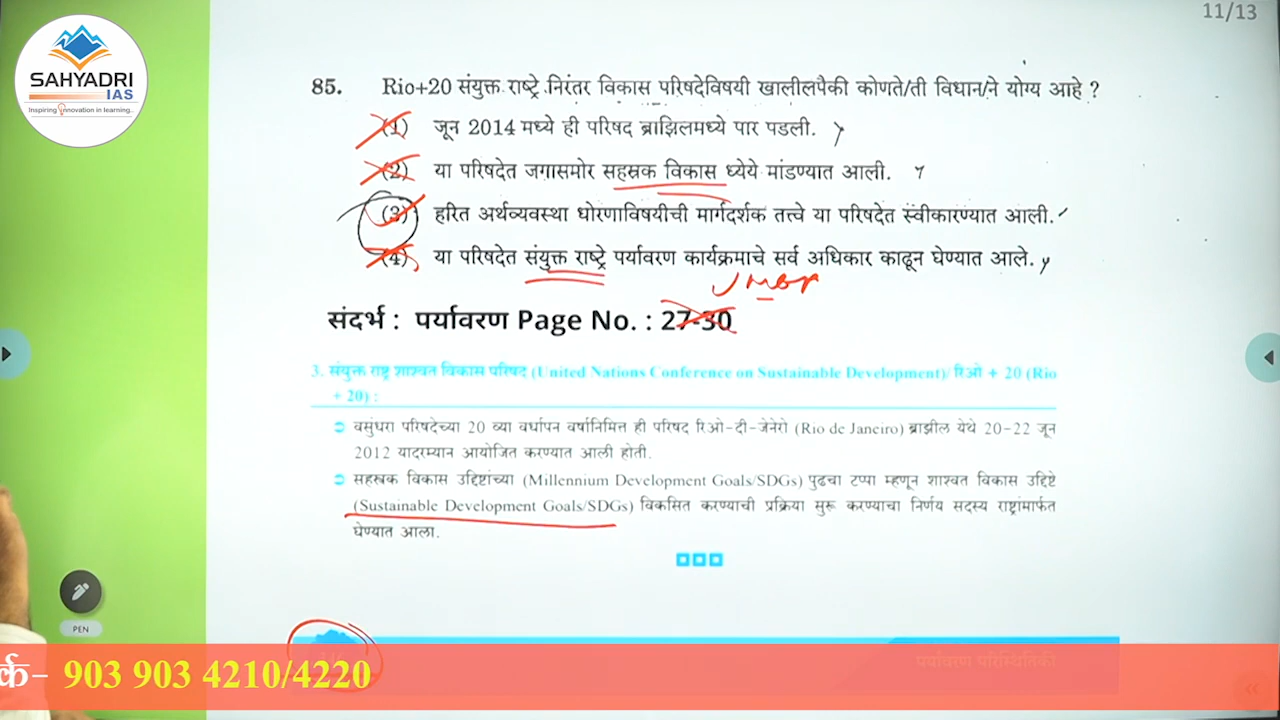 11/13
SAHYADRI
IAS
Inspiring innovation in learning..
85. Rio+20 संयुक्त राष्ट्रे निरंतर विकास परिषदेविषयी खालीलपैकी कोणते/ती विधान/ने योग्य आहे ?
(1) जून 2014 मध्ये ही परिषद ब्राझिलमध्ये पार पडली.
(2) या परिषदेत जगासमोर सहस्रक विकास ध्येये मांडण्यात आली.
(3) हरित अर्थव्यवस्था धोरणाविषयीची मार्गदर्शक तत्त्वे या परिषदेत स्वीकारण्यात आली.
(4) या परिषदेत संयुक्त राष्ट्रे पर्यावरण कार्यक्रमाचे सर्व अधिकार काढून घेण्यात आले.
संदर्भ : पर्यावरण Page No. : 27-30
3. संयुक्त राष्ट्र शाश्वत विकास परिषद (United Nations Conference on Sustainable Development)/ रिओ + 20 (Rio
+ 20) :
वसुंधरा परिषदेच्या 20 व्या वर्धापन वर्षानिमित्त ही परिषद रिओ-दी-जेनेरो (Rio de Janeiro) ब्राझील येथे 20-22 जून
2012 यादरम्यान आयोजित करण्यात आली होती.
सहस्त्रक विकास उद्दिष्टांच्या (Millennium Development Goals/SDGs) पुढचा टप्पा म्हणून शाश्वत विकास उद्दिष्टे
(Sustainable Development Goals/SDGs) विकसित करण्याची प्रक्रिया सुरू करण्याचा निर्णय सदस्य राष्ट्रांमार्फत
घेण्यात आला.
PEN
पर्यावरण परिस्थितिकी
र्क- 903 903 4210/4220